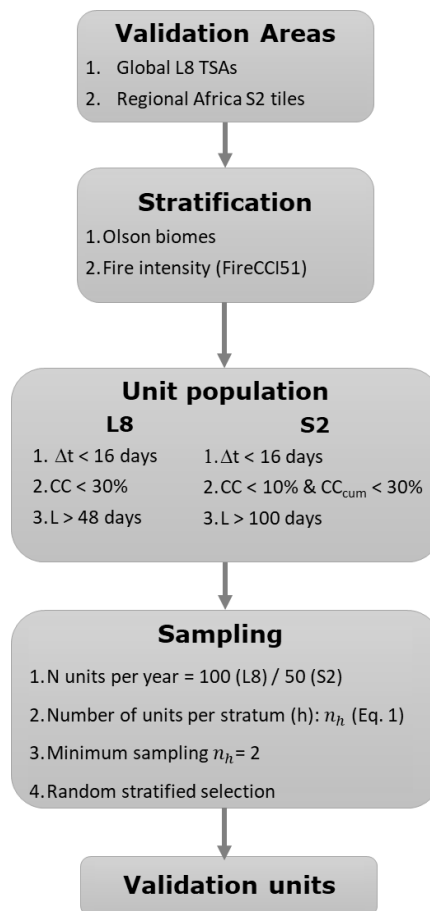 Validation Areas
1. Global L8 TSAs
2. Regional Africa S2 tiles
Stratification
1.Olson biomes
2.Fire intensity (FireCCI51)
Unit population
L8 S2
1. Δt < 16 days 1.Δt < 16 days
2.CC < 30% 2.CC < 10% & CCcum < 30%
3.L > 48 days 3.L > 100 days
Sampling
1.N units per year = 100 (L8) / 50 (S2)
2.Number of units per stratum (h): nh (Eq. 1)
3.Minimum sampling nh= 2
4.Random stratified selection
Validation units